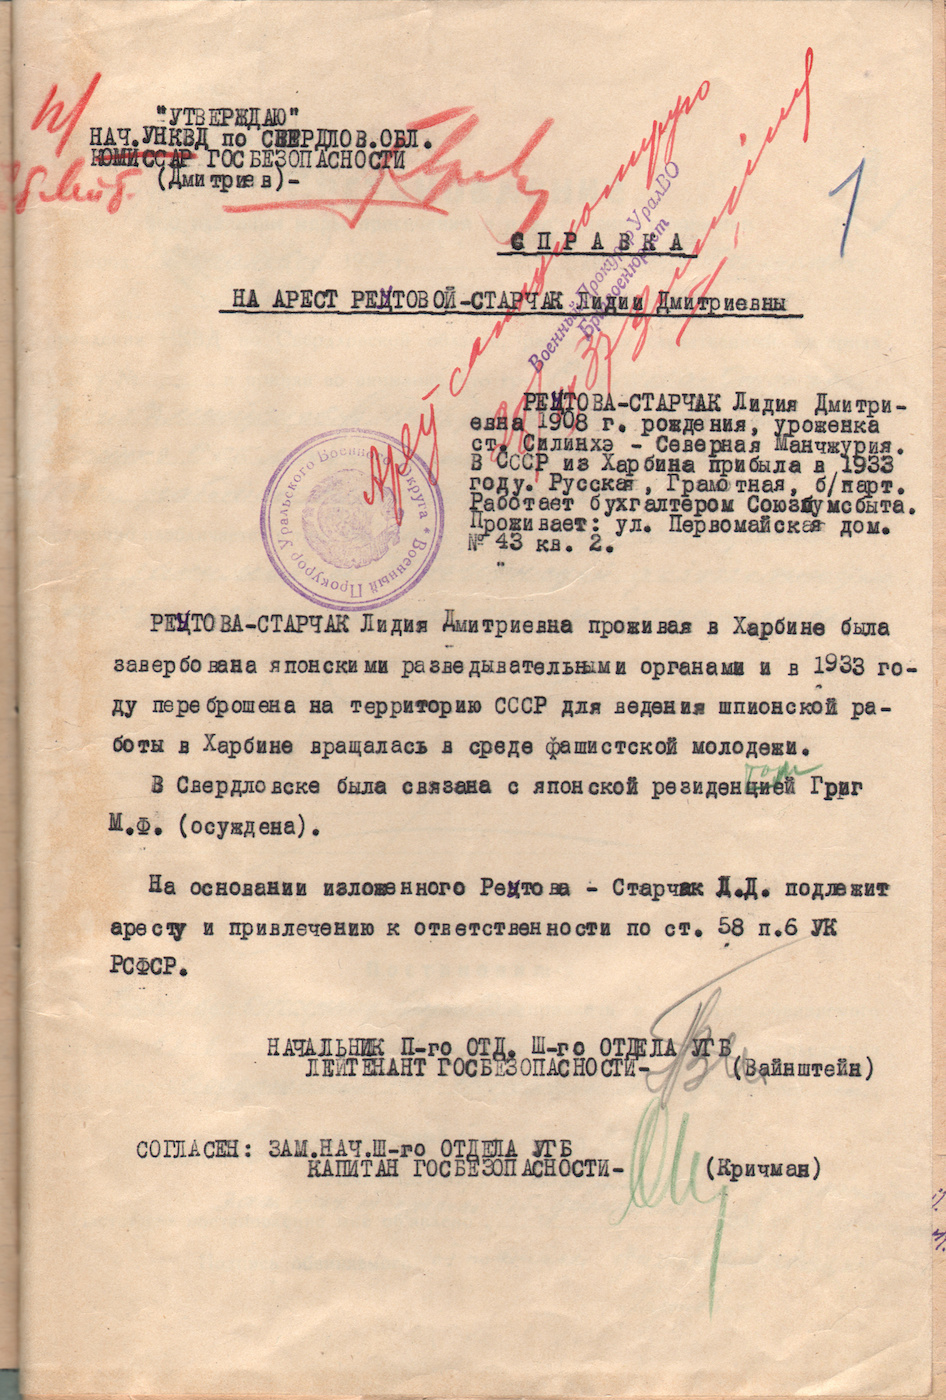 "УТВЕРЖДАЮ"
НАЧ.УНКВД по СВЕРДЛОВ.ОБЛ.
КОМИССАР ГОСБЕЗОПАСНОСТИ
(Дмитриев)-
1
СПРАВКА
НА АРЕСТ РЕУТОВОЙ-СТАРЧАК Лидии Дмитриевны
Арест санкционирую
Военный Прокурор УралВО
Бригвоенюрист
Военный Прокурор Уральского Военного Округа
РЕУТОВА-СТАРЧАК Лидия Дмитри-
евна 1908 г. рождения, уроженка
ст. Силинхэ - Северная Манчжурия.
В СССР из Харбина прибыла в 1933
году. Русская, Грамотная, б/парт.
Работает бухгалтером Союзбумсбыта.
Проживает: ул. Первомайская дом.
№ 43 кв. 2.
РЕУТОВА-СТАРЧАК Лидия Дмитриевна проживая в Харбине была
завербована японскими разведывательными органами и в 1933 го-
ду переброшена на территорию СССР для ведения шпионской ра-
боты в Харбине вращалась в среде фашистской молодежи.
В Свердловске была связана с японской резиденцией Григ
М.Ф. (осуждена).
На основании изложенного Реутова - Старчак Л.Д. подлежит
аресту и привлечению к ответственности по ст. 58 п.6 УК
РСФСР.
НАЧАЛЬНИК П-го ОТД. Ш-го ОТДЕЛА УГБ
ЛЕЙТЕНАНТ ГОСБЕЗОПАСНОСТИ- (Вайнштейн)
СОГЛАСЕН: ЗАМ.НАЧ.Ш-го ОТДЕЛА УГБ
КАПИТАН ГОСБЕЗОПАСНОСТИ- (Кричман)